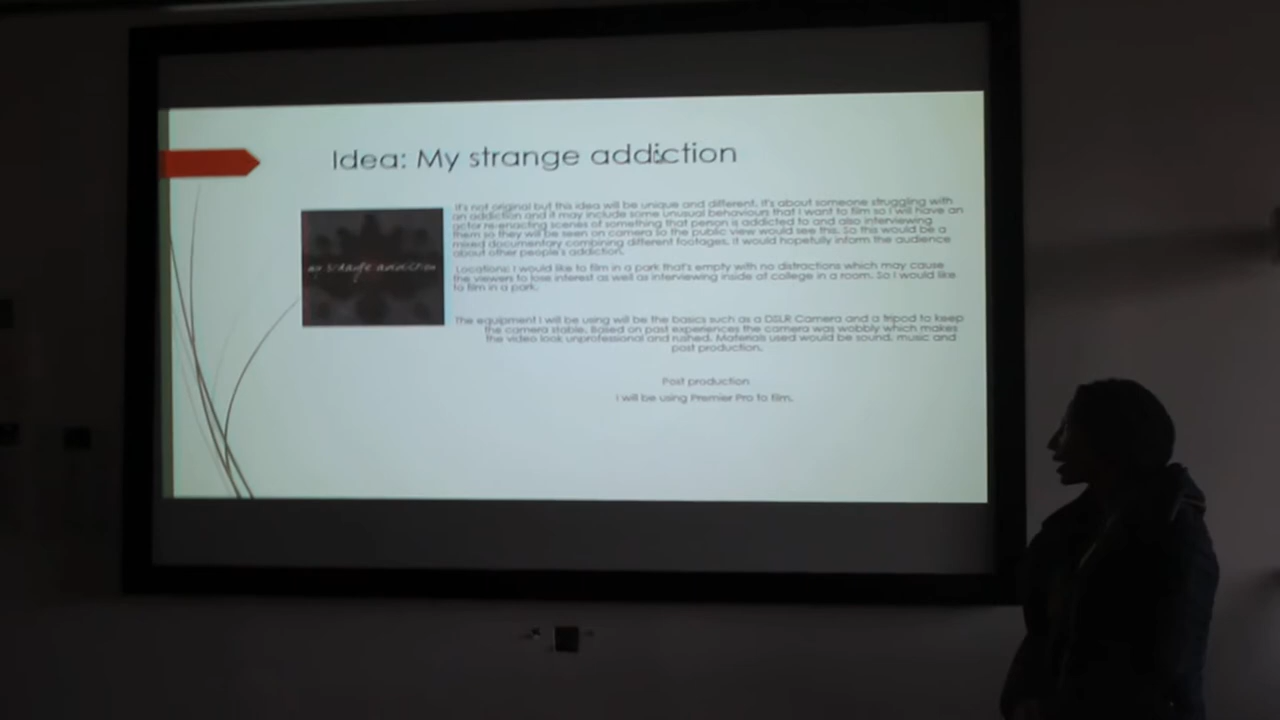 Idea: My strange addiction
It's not original but this idea will be unique and different. It's about someone struggling with
an addiction and it may include some unusual behaviours that I want to film so I will have an
actor re-enacting scenes of something that person is addicted to and also interviewing
them so they will be seen on camera so the public view would see this. So this would be a
mixed documentary combining different footages. It would hopefully inform the audience
about other people's addiction.
my strange addiction
Locations: I would like to film in a park that's empty with no distractions which may cause
the viewers to lose interest as well as interviewing inside of college in a room. So I would like
to film in a park.
The equipment I will be using will be the basics such as a DSLR Camera and a tripod to keep
the camera stable. Based on past experiences the camera was wobbly which makes
the video look unprofessional and rushed. Materials used would be sound, music and
post production.
Post production
I will be using Premier Pro to film.